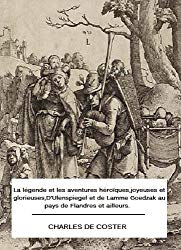 L
La légende et les aventures héroïques,joyeuses et
glorieuses,D'Ulenspiegel et de Lamme Goedzak au
pays de Flandres et ailleurs.
CHARLES DE COSTER